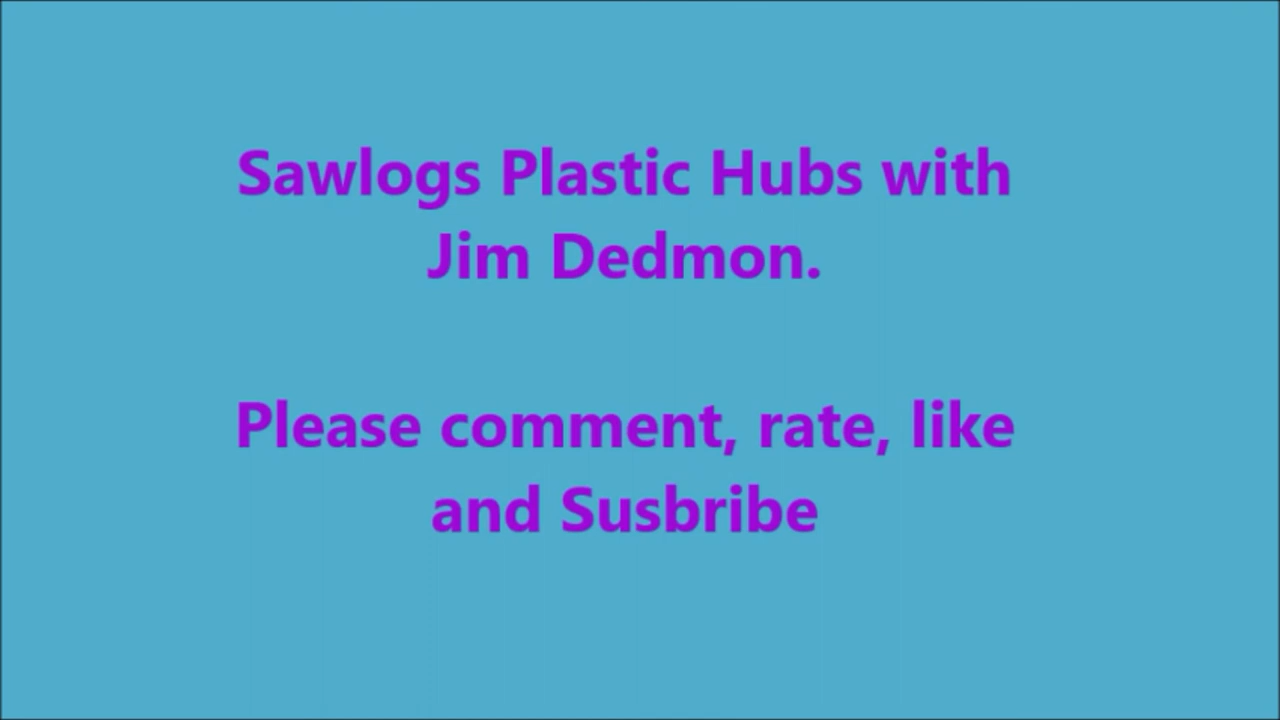 Sawlogs Plastic Hubs with
Jim Dedmon.
Please comment, rate, like
and Susbribe